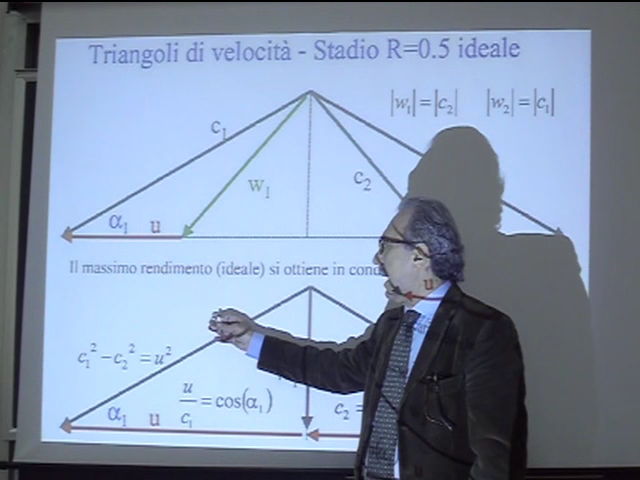 Triangoli di velocità - Stadio R=0.5 ideale
|w₁|=|c₂| |w₂|=|c₁|
c₁
c₂
w₁
α₁ u
Il massimo rendimento (ideale) si ottiene in
u
c₁² - c₂² = u²
u/c₁ = cos(α₁)
c₂ =
α₁ u